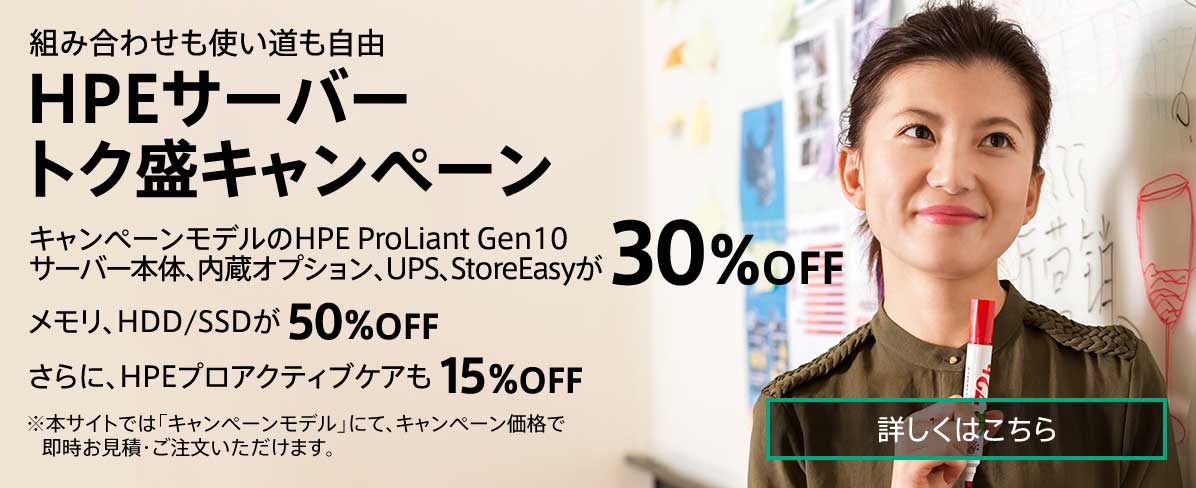 組み合わせも使い道も自由
HPEサーバー
トク盛キャンペーン
キャンペーンモデルのHPE ProLiant Gen10
サーバー本体、内蔵オプション、UPS、StoreEasyが 30%OFF
メモリ、HDD/SSDが 50%OFF
さらに、HPEプロアクティブケアも 15%OFF
※本サイトでは「キャンペーンモデル」にて、キャンペーン価格で
即時お見積･ご注文いただけます。
詳しくはこちら